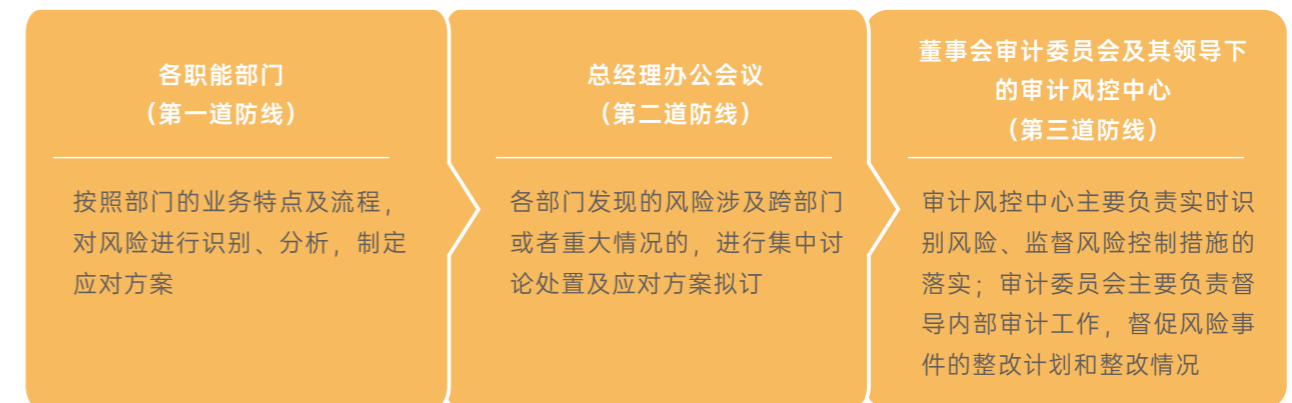 各职能部门
（第一道防线）
按照部门的业务特点及流程，
对风险进行识别、分析，制定
应对方案
总经理办公会议
（第二道防线）
各部门发现的风险涉及跨部门
或者重大情况的，进行集中讨
论处置及应对方案拟订
董事会审计委员会及其领导下
的审计风控中心
（第三道防线）
审计风控中心主要负责实时识
别风险、监督风险控制措施的
落实；审计委员会主要负责督
导内部审计工作，督促风险事
件的整改计划和整改情况